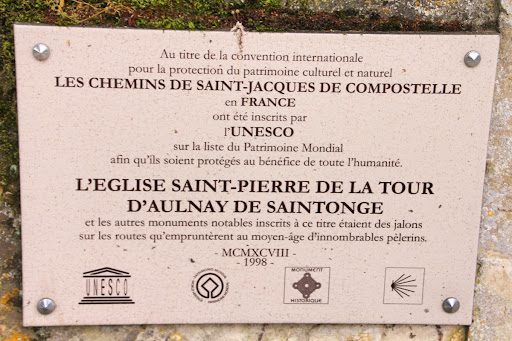 Au titre de la convention internationale
pour la protection du patrimoine culturel et naturel
LES CHEMINS DE SAINT-JACQUES DE COMPOSTELLE
en FRANCE
ont été inscrits par
l'UNESCO
sur la liste du Patrimoine Mondial
afin qu'ils soient protégés au bénéfice de toute l'humanité.
L'EGLISE SAINT-PIERRE DE LA TOUR
D'AULNAY DE SAINTONGE
et les autres monuments notables inscrits à ce titre étaient des jalons
sur les routes qu'empruntèrent au moyen-âge d'innombrables pèlerins.
- MCMXCVIII -
- 1998 -
UNESCO
MONUMENT
HISTORIQUE